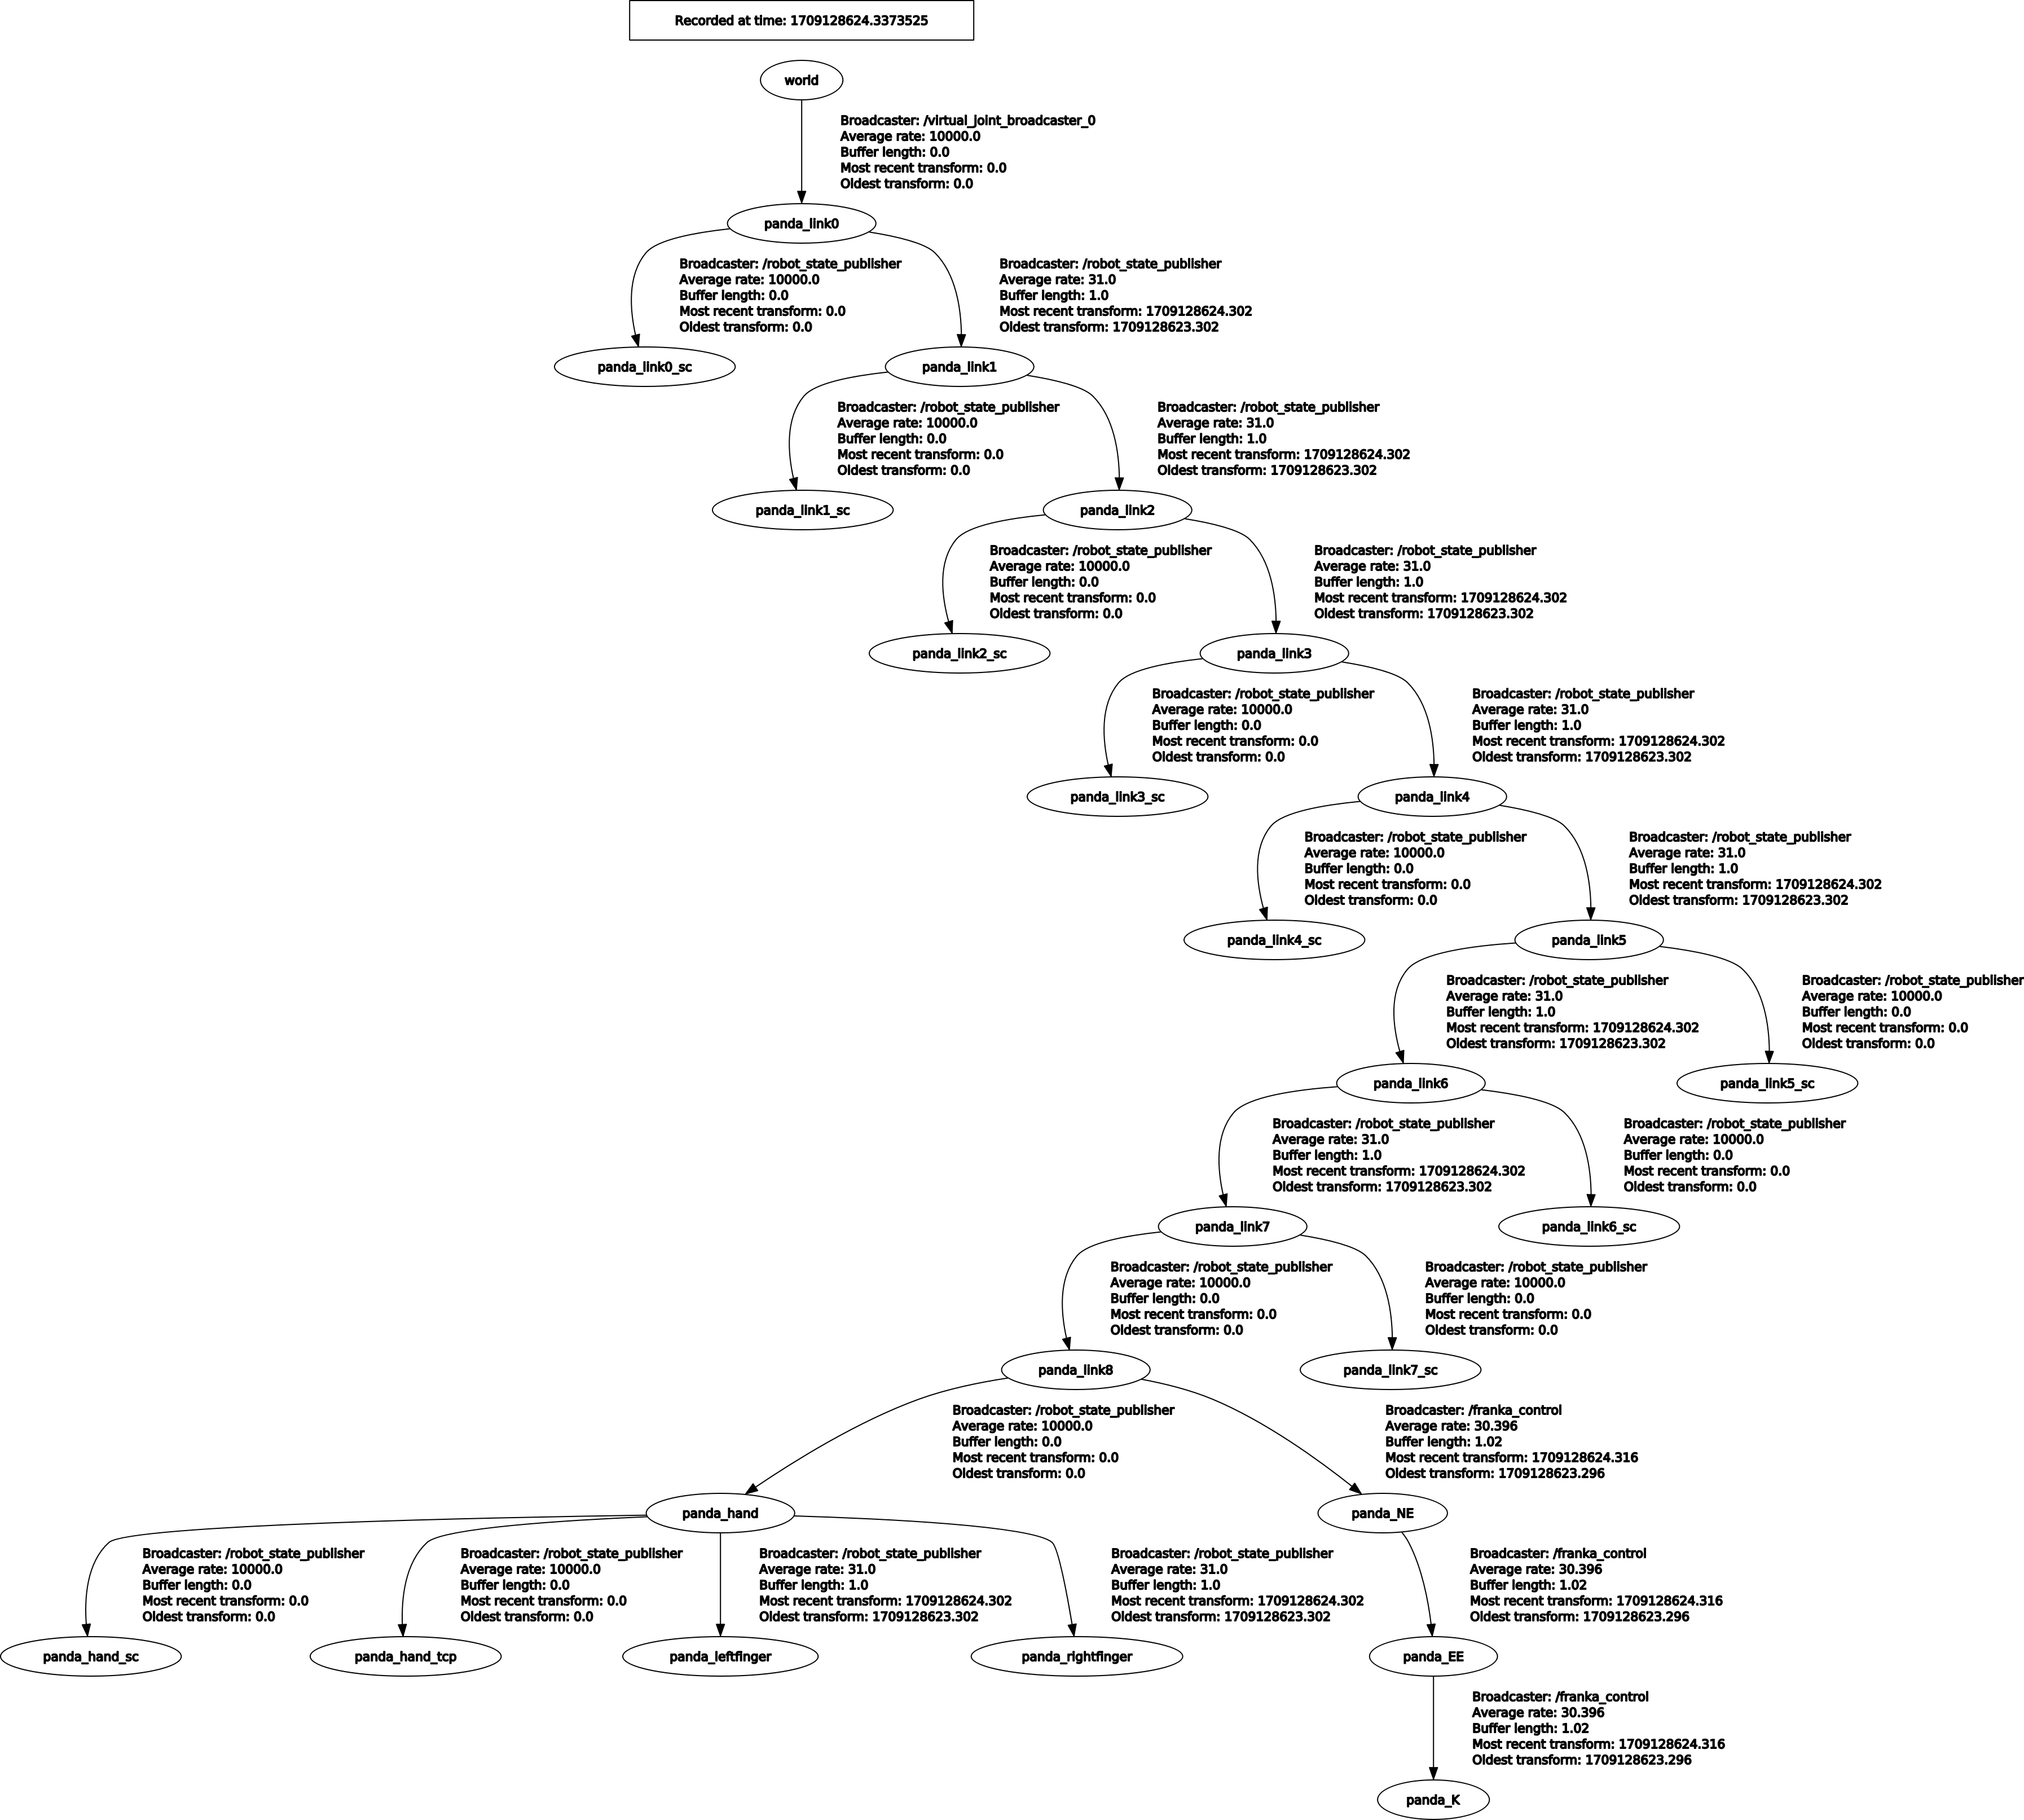 Recorded at time: 1709128624.3373525
world
Broadcaster: /virtual_joint_broadcaster_0
Average rate: 10000.0
Buffer length: 0.0
Most recent transform: 0.0
Oldest transform: 0.0
panda_link0
Broadcaster: /robot_state_publisher
Average rate: 10000.0
Buffer length: 0.0
Most recent transform: 0.0
Oldest transform: 0.0
Broadcaster: /robot_state_publisher
Average rate: 31.0
Buffer length: 1.0
Most recent transform: 1709128624.302
Oldest transform: 1709128623.302
panda_link0_sc
panda_link1
Broadcaster: /robot_state_publisher
Average rate: 10000.0
Buffer length: 0.0
Most recent transform: 0.0
Oldest transform: 0.0
Broadcaster: /robot_state_publisher
Average rate: 31.0
Buffer length: 1.0
Most recent transform: 1709128624.302
Oldest transform: 1709128623.302
panda_link1_sc
panda_link2
Broadcaster: /robot_state_publisher
Average rate: 10000.0
Buffer length: 0.0
Most recent transform: 0.0
Oldest transform: 0.0
Broadcaster: /robot_state_publisher
Average rate: 31.0
Buffer length: 1.0
Most recent transform: 1709128624.302
Oldest transform: 1709128623.302
panda_link2_sc
panda_link3
Broadcaster: /robot_state_publisher
Average rate: 10000.0
Buffer length: 0.0
Most recent transform: 0.0
Oldest transform: 0.0
Broadcaster: /robot_state_publisher
Average rate: 31.0
Buffer length: 1.0
Most recent transform: 1709128624.302
Oldest transform: 1709128623.302
panda_link3_sc
panda_link4
Broadcaster: /robot_state_publisher
Average rate: 10000.0
Buffer length: 0.0
Most recent transform: 0.0
Oldest transform: 0.0
Broadcaster: /robot_state_publisher
Average rate: 31.0
Buffer length: 1.0
Most recent transform: 1709128624.302
Oldest transform: 1709128623.302
panda_link4_sc
panda_link5
Broadcaster: /robot_state_publisher
Average rate: 31.0
Buffer length: 1.0
Most recent transform: 1709128624.302
Oldest transform: 1709128623.302
Broadcaster: /robot_state_publisher
Average rate: 10000.0
Buffer length: 0.0
Most recent transform: 0.0
Oldest transform: 0.0
panda_link6
panda_link5_sc
Broadcaster: /robot_state_publisher
Average rate: 31.0
Buffer length: 1.0
Most recent transform: 1709128624.302
Oldest transform: 1709128623.302
Broadcaster: /robot_state_publisher
Average rate: 10000.0
Buffer length: 0.0
Most recent transform: 0.0
Oldest transform: 0.0
panda_link7
panda_link6_sc
Broadcaster: /robot_state_publisher
Average rate: 10000.0
Buffer length: 0.0
Most recent transform: 0.0
Oldest transform: 0.0
Broadcaster: /robot_state_publisher
Average rate: 10000.0
Buffer length: 0.0
Most recent transform: 0.0
Oldest transform: 0.0
panda_link8
panda_link7_sc
Broadcaster: /robot_state_publisher
Average rate: 10000.0
Buffer length: 0.0
Most recent transform: 0.0
Oldest transform: 0.0
Broadcaster: /franka_control
Average rate: 30.396
Buffer length: 1.02
Most recent transform: 1709128624.316
Oldest transform: 1709128623.296
panda_hand
panda_NE
Broadcaster: /robot_state_publisher
Average rate: 10000.0
Buffer length: 0.0
Most recent transform: 0.0
Oldest transform: 0.0
Broadcaster: /robot_state_publisher
Average rate: 10000.0
Buffer length: 0.0
Most recent transform: 0.0
Oldest transform: 0.0
Broadcaster: /robot_state_publisher
Average rate: 31.0
Buffer length: 1.0
Most recent transform: 1709128624.302
Oldest transform: 1709128623.302
Broadcaster: /robot_state_publisher
Average rate: 31.0
Buffer length: 1.0
Most recent transform: 1709128624.302
Oldest transform: 1709128623.302
Broadcaster: /franka_control
Average rate: 30.396
Buffer length: 1.02
Most recent transform: 1709128624.316
Oldest transform: 1709128623.296
panda_hand_sc
panda_hand_tcp
panda_leftfinger
panda_rightfinger
panda_EE
Broadcaster: /franka_control
Average rate: 30.396
Buffer length: 1.02
Most recent transform: 1709128624.316
Oldest transform: 1709128623.296
panda_K